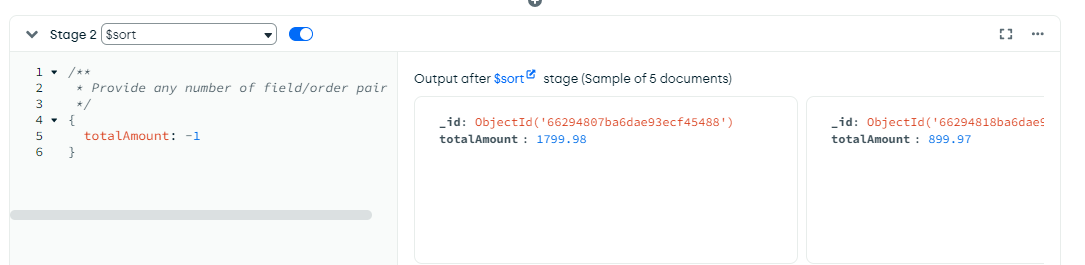 Stage 2 $sort
1 /**
2 * Provide any number of field/order pair
3 */
4 {
5 totalAmount: -1
6 }
Output after $sort stage (Sample of 5 documents)
_id: ObjectId('66294807ba6dae93ecf45488')
totalAmount : 1799.98
_id: ObjectId('66294818ba6dae9
totalAmount : 899.97